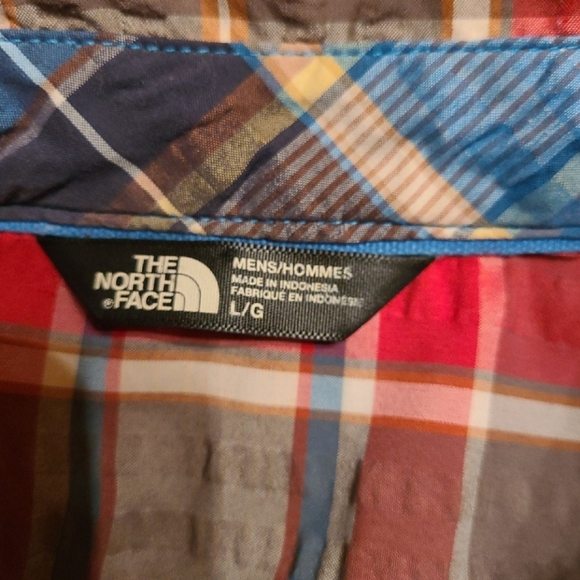 THE
NORTH
FACE
MENS/HOMMES
MADE IN INDONESIA
FABRIQUÉ EN INDONÉSIE
L/G